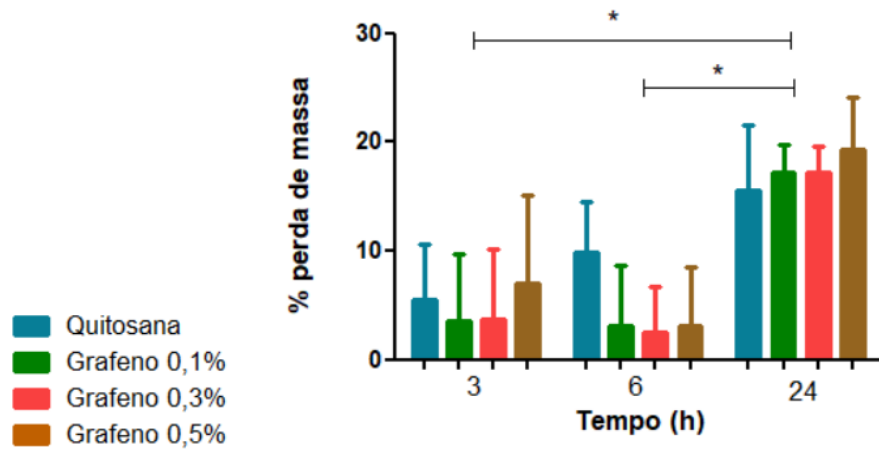 30
*
*
20
10
0
% perda de massa
3 6 24
Tempo (h)
Quitosana
Grafeno 0,1%
Grafeno 0,3%
Grafeno 0,5%